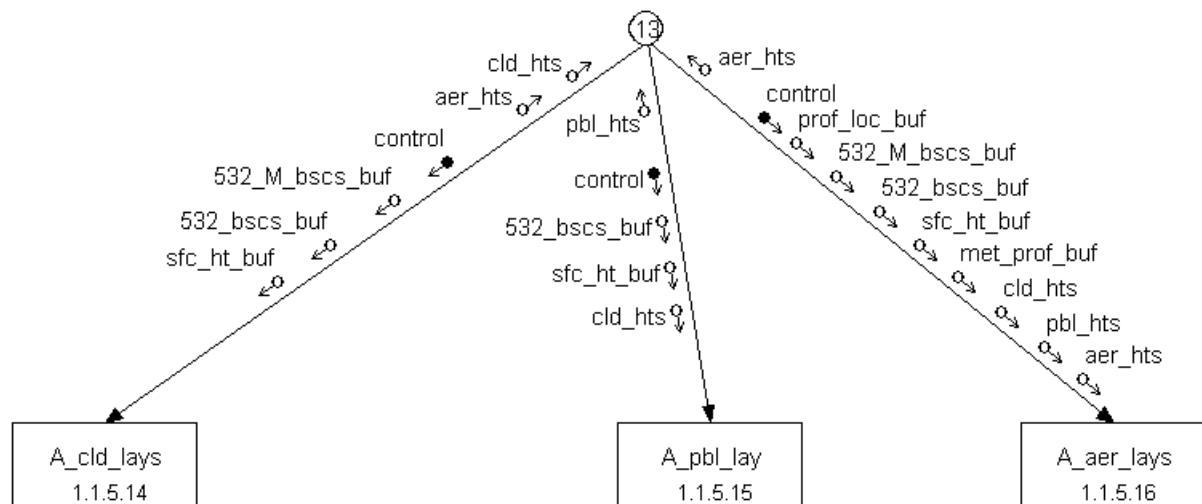 13
cld_hts
aer_hts
control
532_M_bscs_buf
532_bscs_buf
sfc_ht_buf
pbl_hts
control
532_bscs_buf
sfc_ht_buf
cld_hts
aer_hts
control
prof_loc_buf
532_M_bscs_buf
532_bscs_buf
sfc_ht_buf
met_prof_buf
cld_hts
pbl_hts
aer_hts
A_cld_lays
1.1.5.14
A_pbl_lay
1.1.5.15
A_aer_lays
1.1.5.16